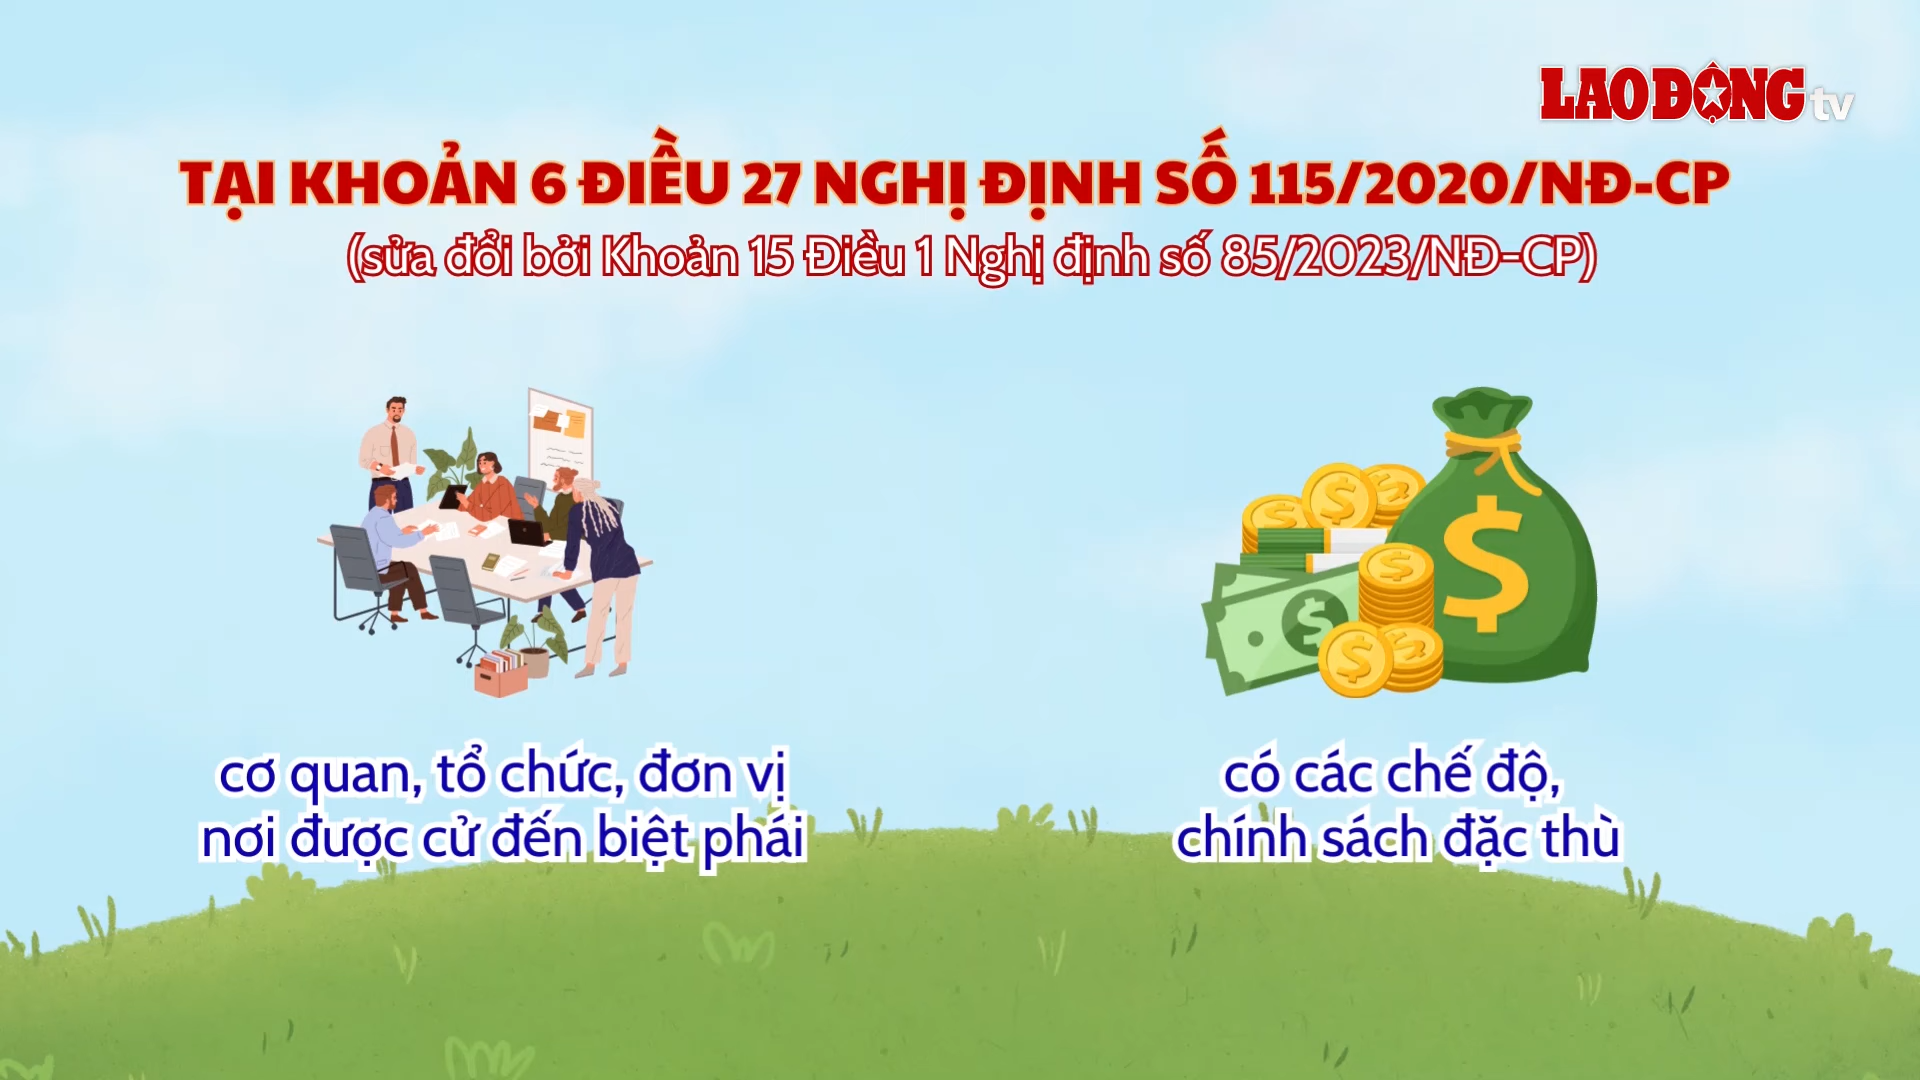 LAO ĐỘNG tv
TẠI KHOẢN 6 ĐIỀU 27 NGHỊ ĐỊNH SỐ 115/2020/NĐ-CP
(sửa đổi bởi Khoản 15 Điều 1 Nghị định số 85/2023/NĐ-CP)
cơ quan, tổ chức, đơn vị
nơi được cử đến biệt phái
có các chế độ,
chính sách đặc thù